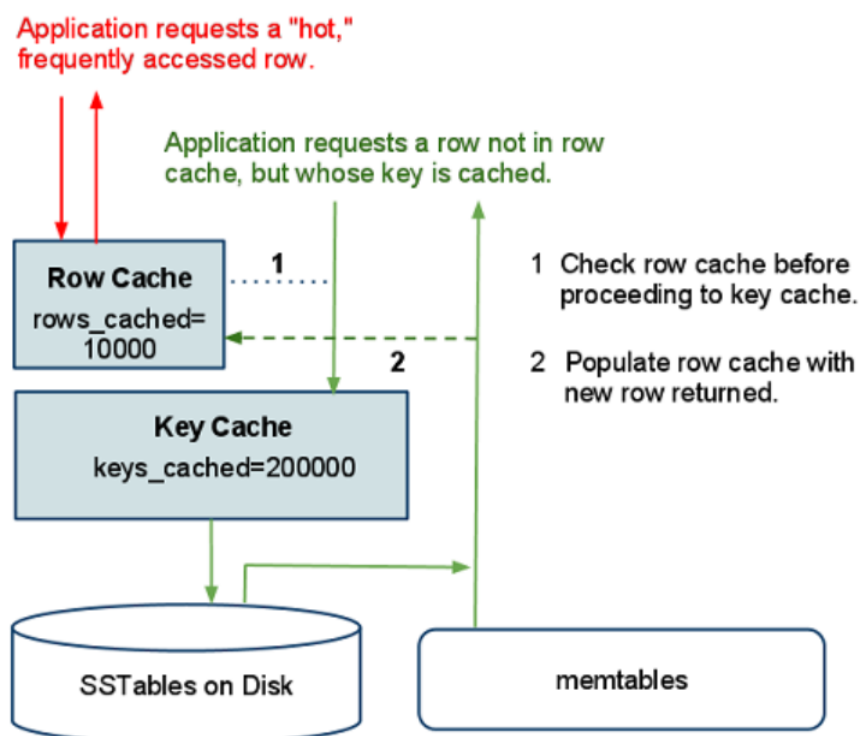 Application requests a "hot,"
frequently accessed row.
Application requests a row not in row
cache, but whose key is cached.
Row Cache
rows_cached=
10000
1
2
1 Check row cache before
proceeding to key cache.
2 Populate row cache with
new row returned.
Key Cache
keys_cached=200000
SSTables on Disk
memtables